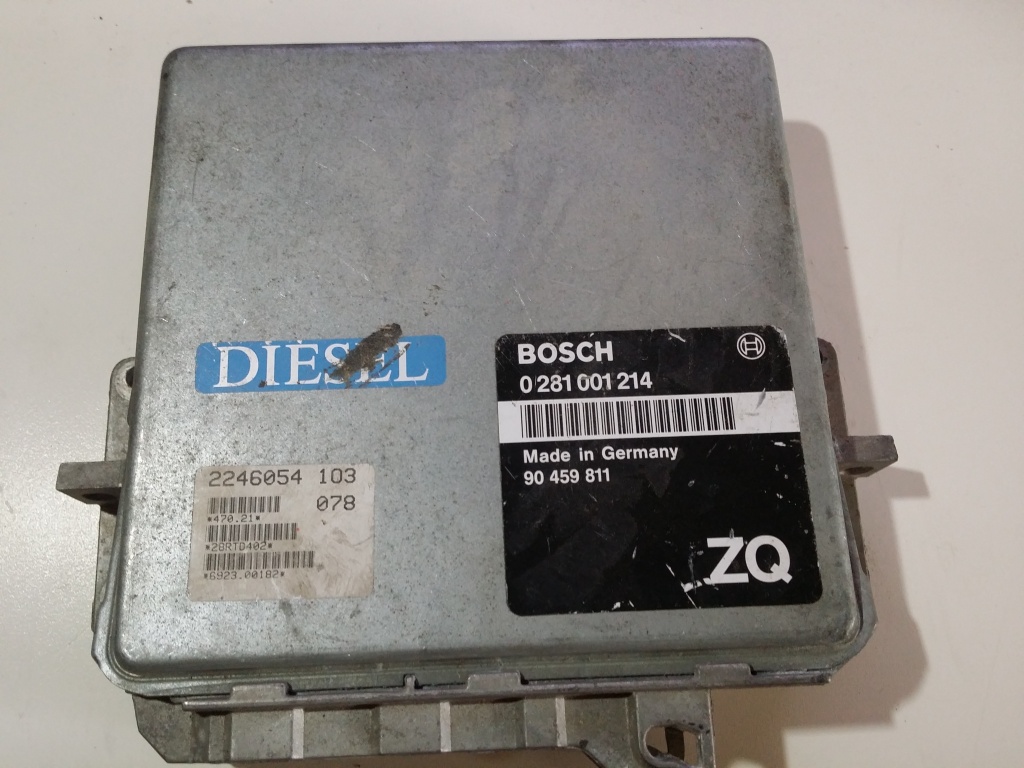 DIESEL
BOSCH
0 281 001 214
Made in Germany
90 459 811
ZQ
2246054 103
078
*470.21*
*28RTD402*
*6923.00182*